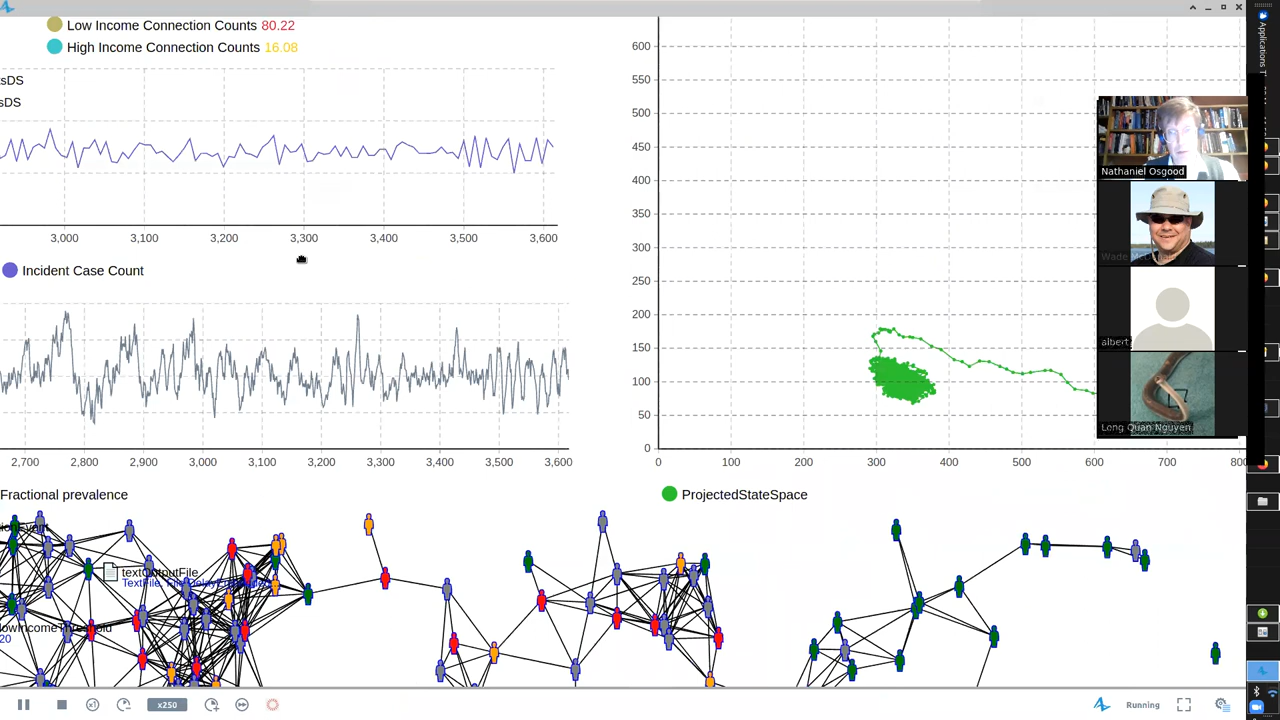 Low Income Connection Counts 80.22
High Income Connection Counts 16.08
sDS
3,000 3,100 3,200 3,300 3,400 3,500 3,600
Incident Case Count
2,700 2,800 2,900 3,000 3,100 3,200 3,300 3,400 3,500 3,600
Fractional prevalence
600
550
500
450
400
350
300
250
200
150
100
50
0
0 100 200 300 400 500 600 700 800
ProjectedStateSpace
Nathaniel Osgood
albert
Long Quan Nguyen
textOutputFile
lowIncomeThreshold
20
x1
x250
Running
Applications